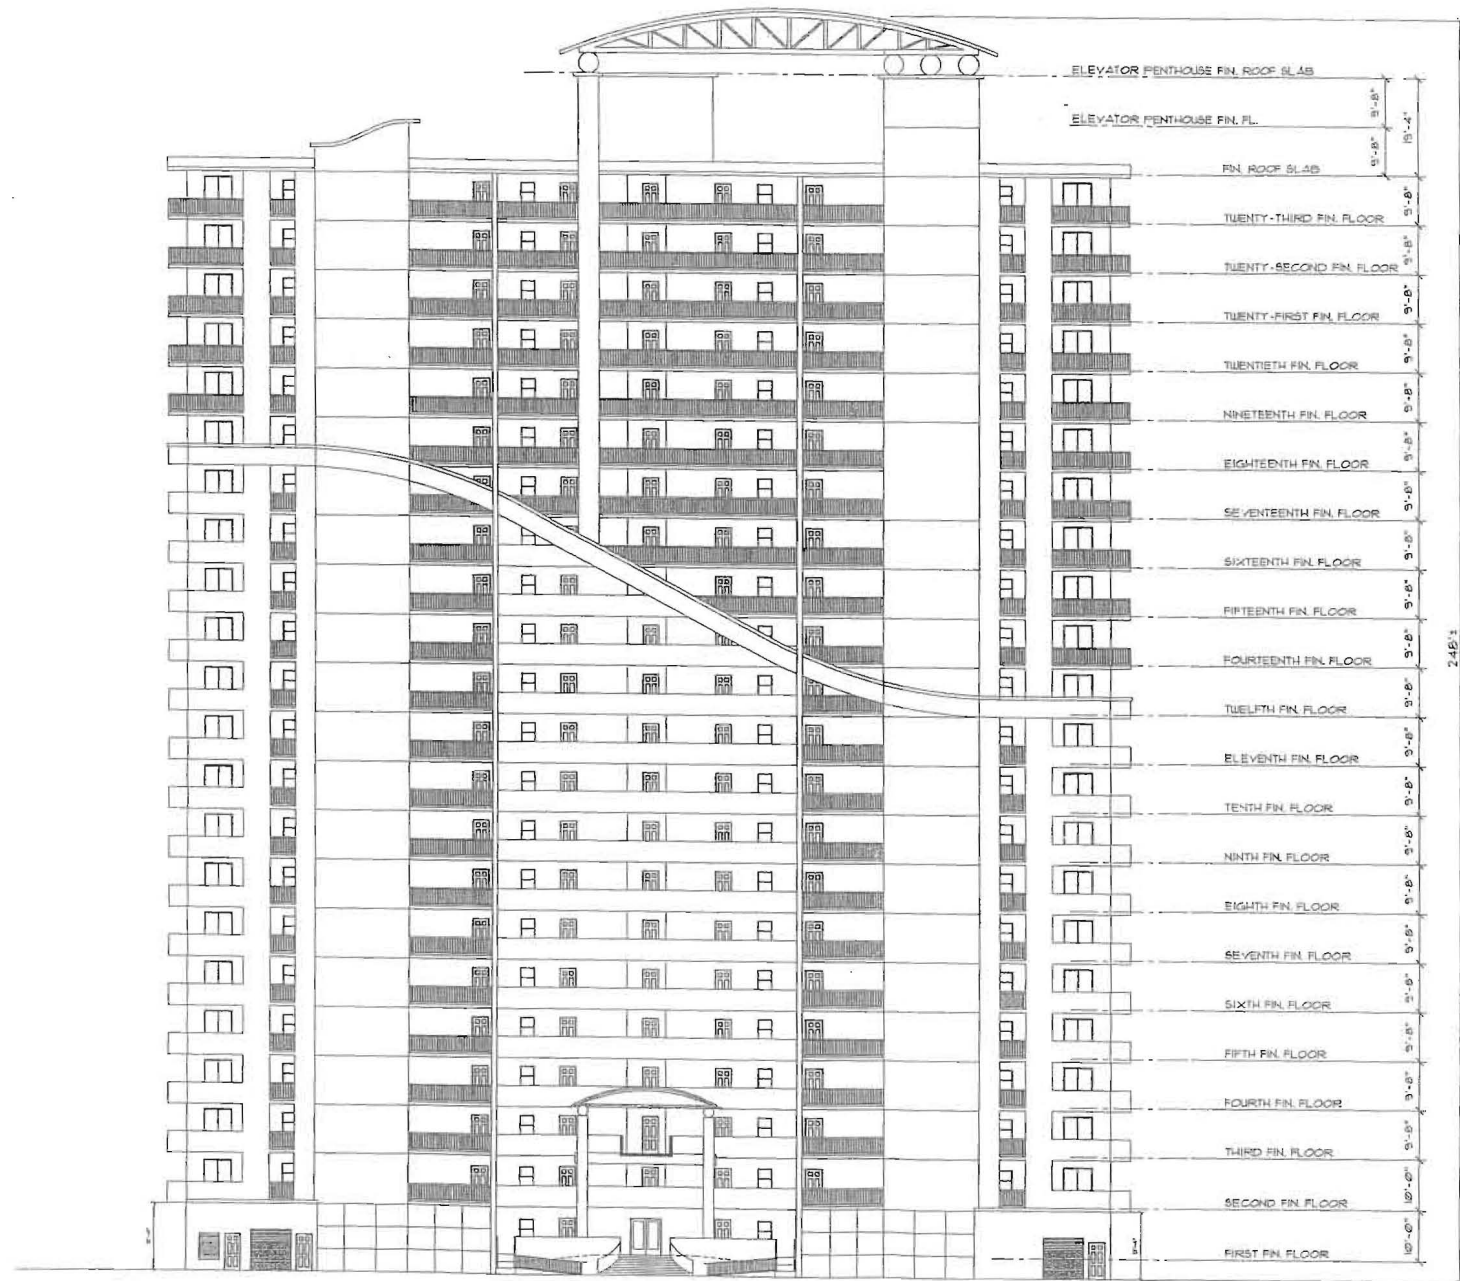 ELEVATOR PENTHOUSE FIN. ROOF SLAB
9'-8"
19'-4"
ELEVATOR PENTHOUSE FIN. FL.
9'-8"
FIN. ROOF SLAB
9'-8"
TWENTY-THIRD FIN. FLOOR
9'-8"
TWENTY-SECOND FIN. FLOOR
9'-8"
TWENTY-FIRST FIN. FLOOR
9'-8"
TWENTIETH FIN. FLOOR
9'-8"
NINETEENTH FIN. FLOOR
9'-8"
EIGHTEENTH FIN. FLOOR
9'-8"
SEVENTEENTH FIN. FLOOR
9'-8"
SIXTEENTH FIN. FLOOR
9'-8"
FIFTEENTH FIN. FLOOR
9'-8"
FOURTEENTH FIN. FLOOR
248'±
9'-8"
TWELFTH FIN. FLOOR
9'-8"
ELEVENTH FIN. FLOOR
9'-8"
TENTH FIN. FLOOR
9'-8"
NINTH FIN. FLOOR
9'-8"
EIGHTH FIN. FLOOR
9'-8"
SEVENTH FIN. FLOOR
9'-8"
SIXTH FIN. FLOOR
9'-8"
FIFTH FIN. FLOOR
9'-8"
FOURTH FIN. FLOOR
9'-8"
THIRD FIN. FLOOR
10'-0"
SECOND FIN. FLOOR
10'-0"
FIRST FIN. FLOOR